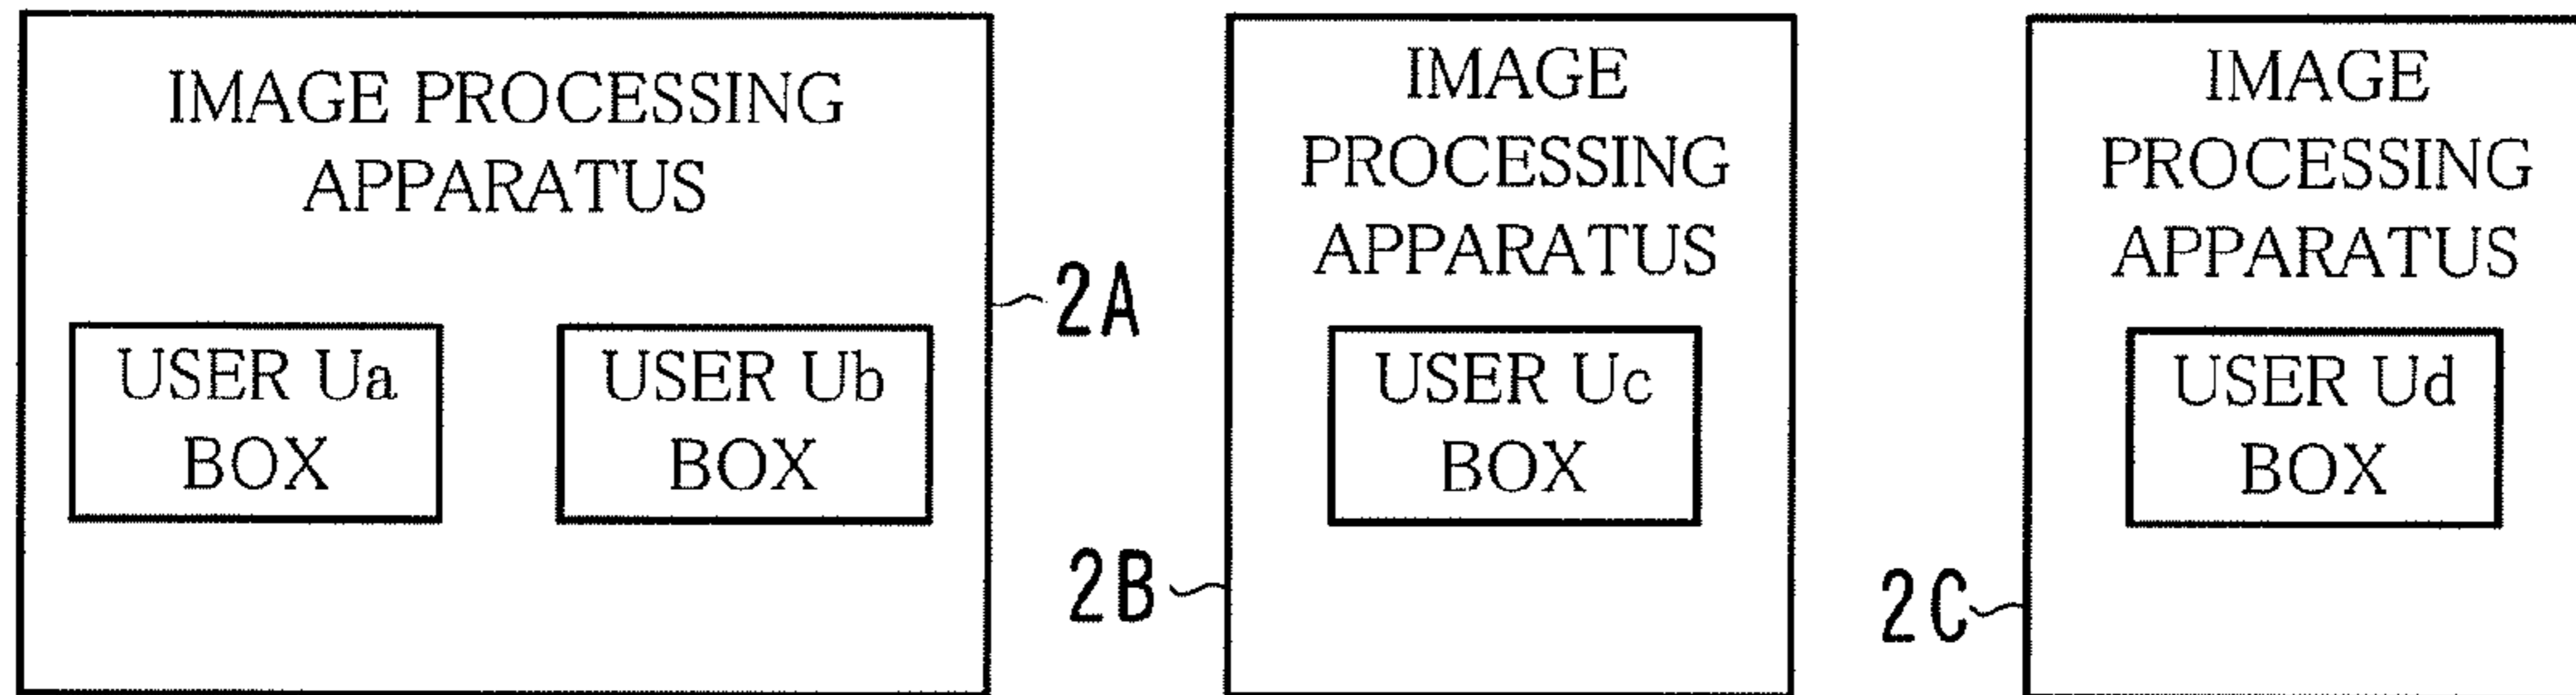 IMAGE PROCESSING
APPARATUS
USER Ua
BOX
USER Ub
BOX
2A
IMAGE
PROCESSING
APPARATUS
USER Uc
BOX
2B
IMAGE
PROCESSING
APPARATUS
USER Ud
BOX
2C